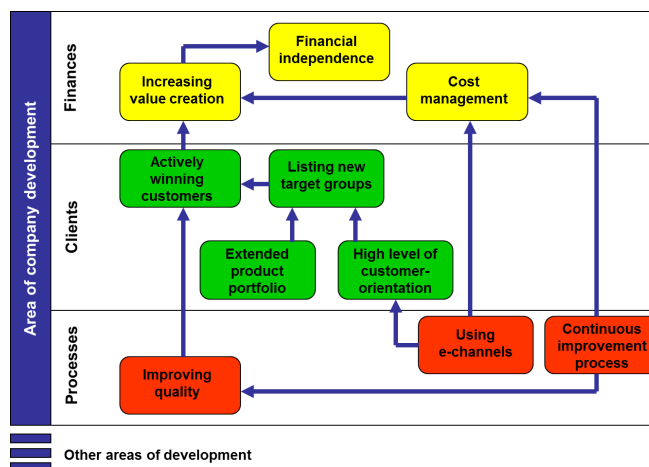 Area of company development
Finances
Financial
independence
Increasing
value creation
Cost
management
Clients
Actively
winning
customers
Listing new
target groups
Extended
product
portfolio
High level of
customer-
orientation
Processes
Using
e-channels
Continuous
improvement
process
Improving
quality
Other areas of development